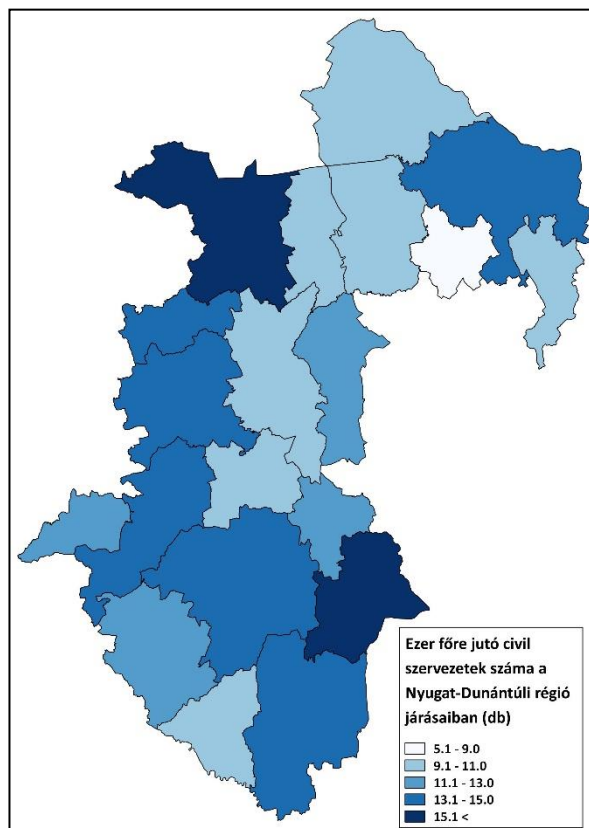 Ezer főre jutó civil
szervezetek száma a
Nyugat-Dunántúli régió
járásaiban (db)
5.1 - 9.0
9.1 - 11.0
11.1 - 13.0
13.1 - 15.0
15.1 <